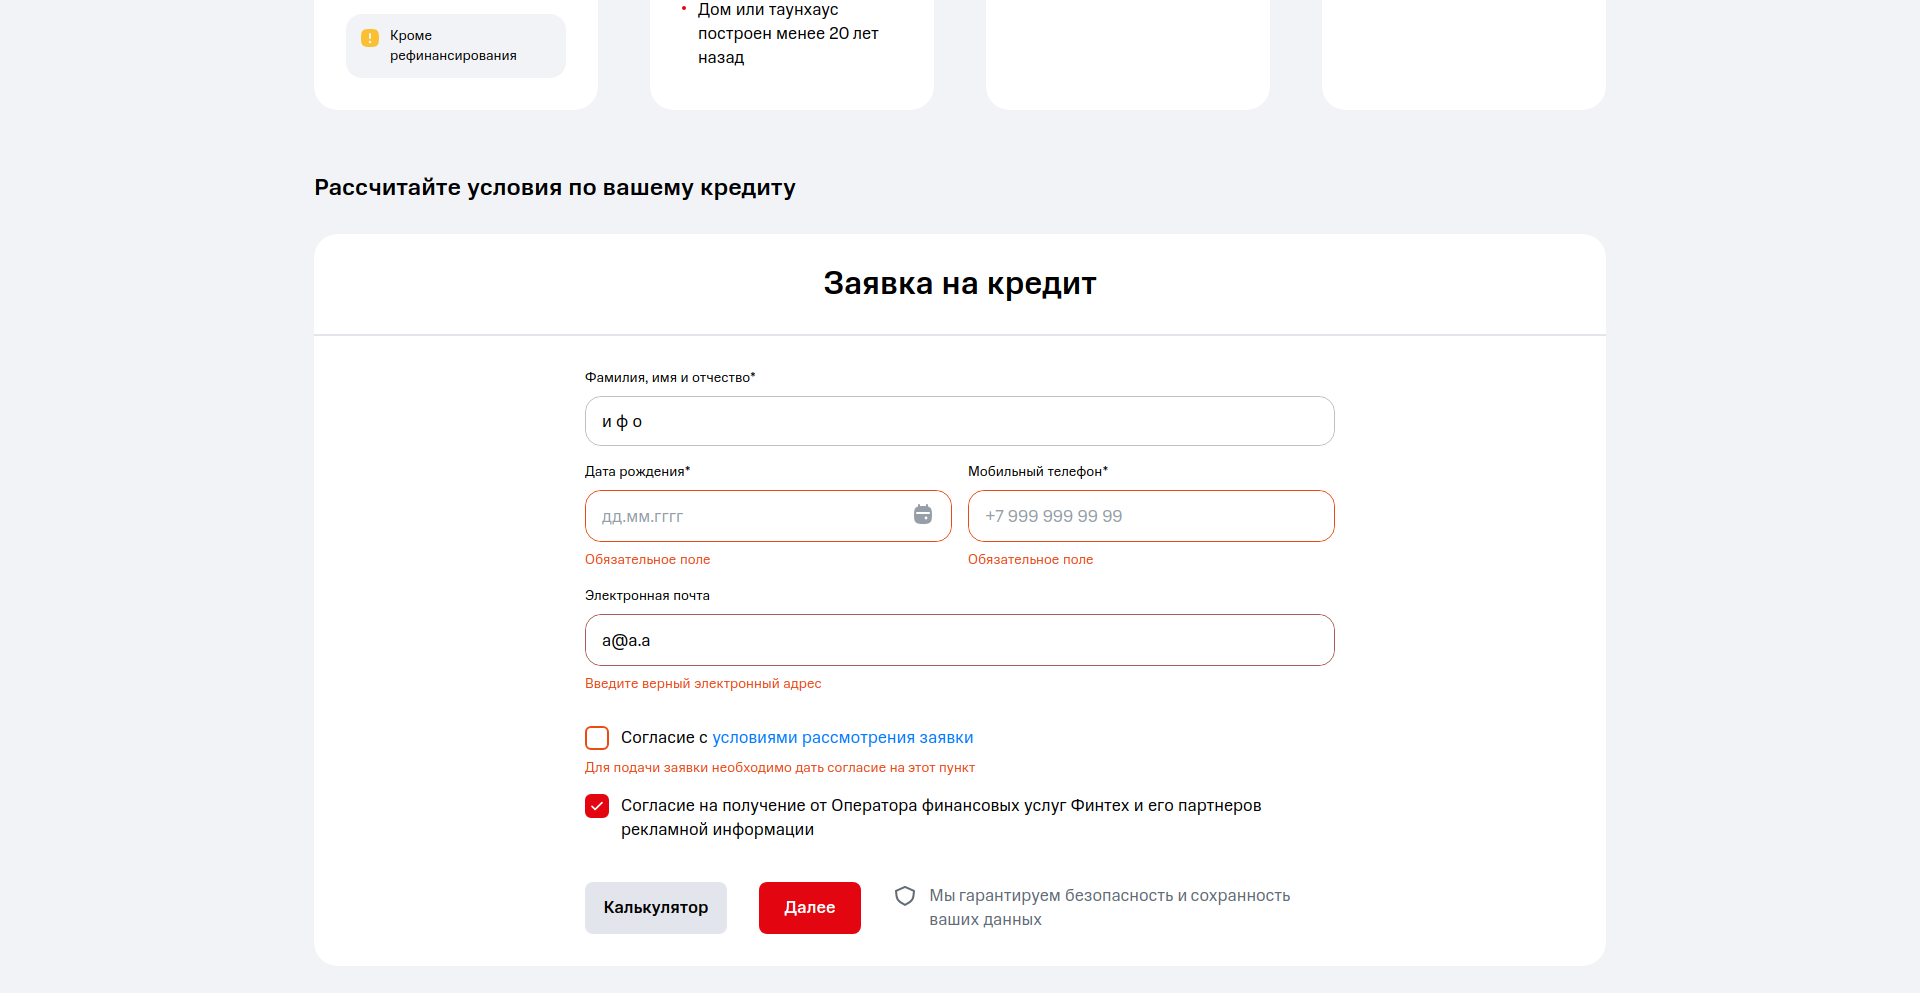 Кроме
рефинансирования
Дом или таунхаус
построен менее 20 лет
назад
Рассчитайте условия по вашему кредиту
Заявка на кредит
Фамилия, имя и отчество*
и ф о
Дата рождения*
Мобильный телефон*
дд.мм.гггг
+7 999 999 99 99
Обязательное поле
Обязательное поле
Электронная почта
a@a.a
Введите верный электронный адрес
Согласие с условиями рассмотрения заявки
Для подачи заявки необходимо дать согласие на этот пункт
Согласие на получение от Оператора финансовых услуг Финтех и его партнеров
рекламной информации
Калькулятор
Далее
Мы гарантируем безопасность и сохранность
ваших данных